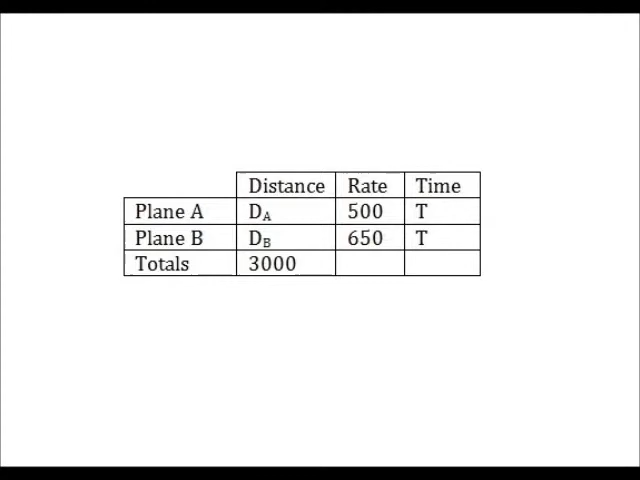 Distance Rate Time
Plane A D_A 500 T
Plane B D_B 650 T
Totals 3000